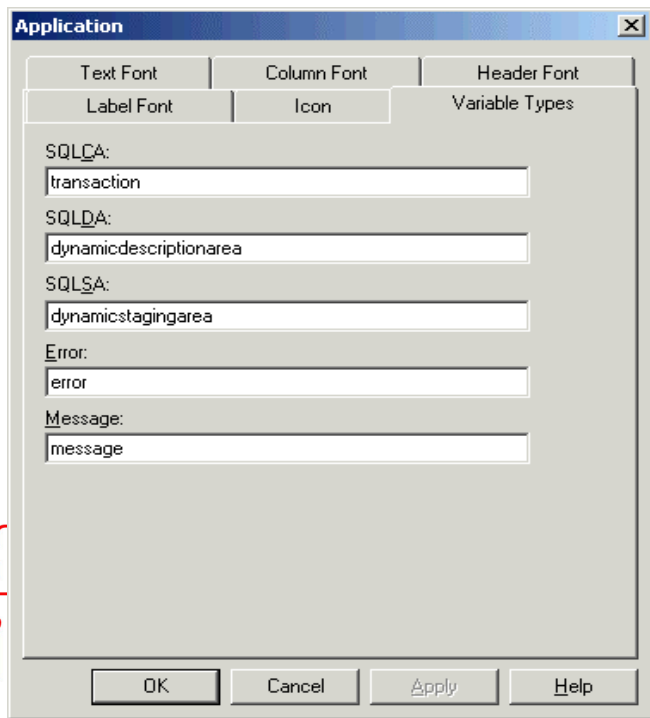 Application
Text Font Column Font Header Font
Label Font Icon Variable Types
SQLCA:
transaction
SQLDA:
dynamicdescriptionarea
SQLSA:
dynamicstagingarea
Error:
error
Message:
message
OK Cancel Apply Help